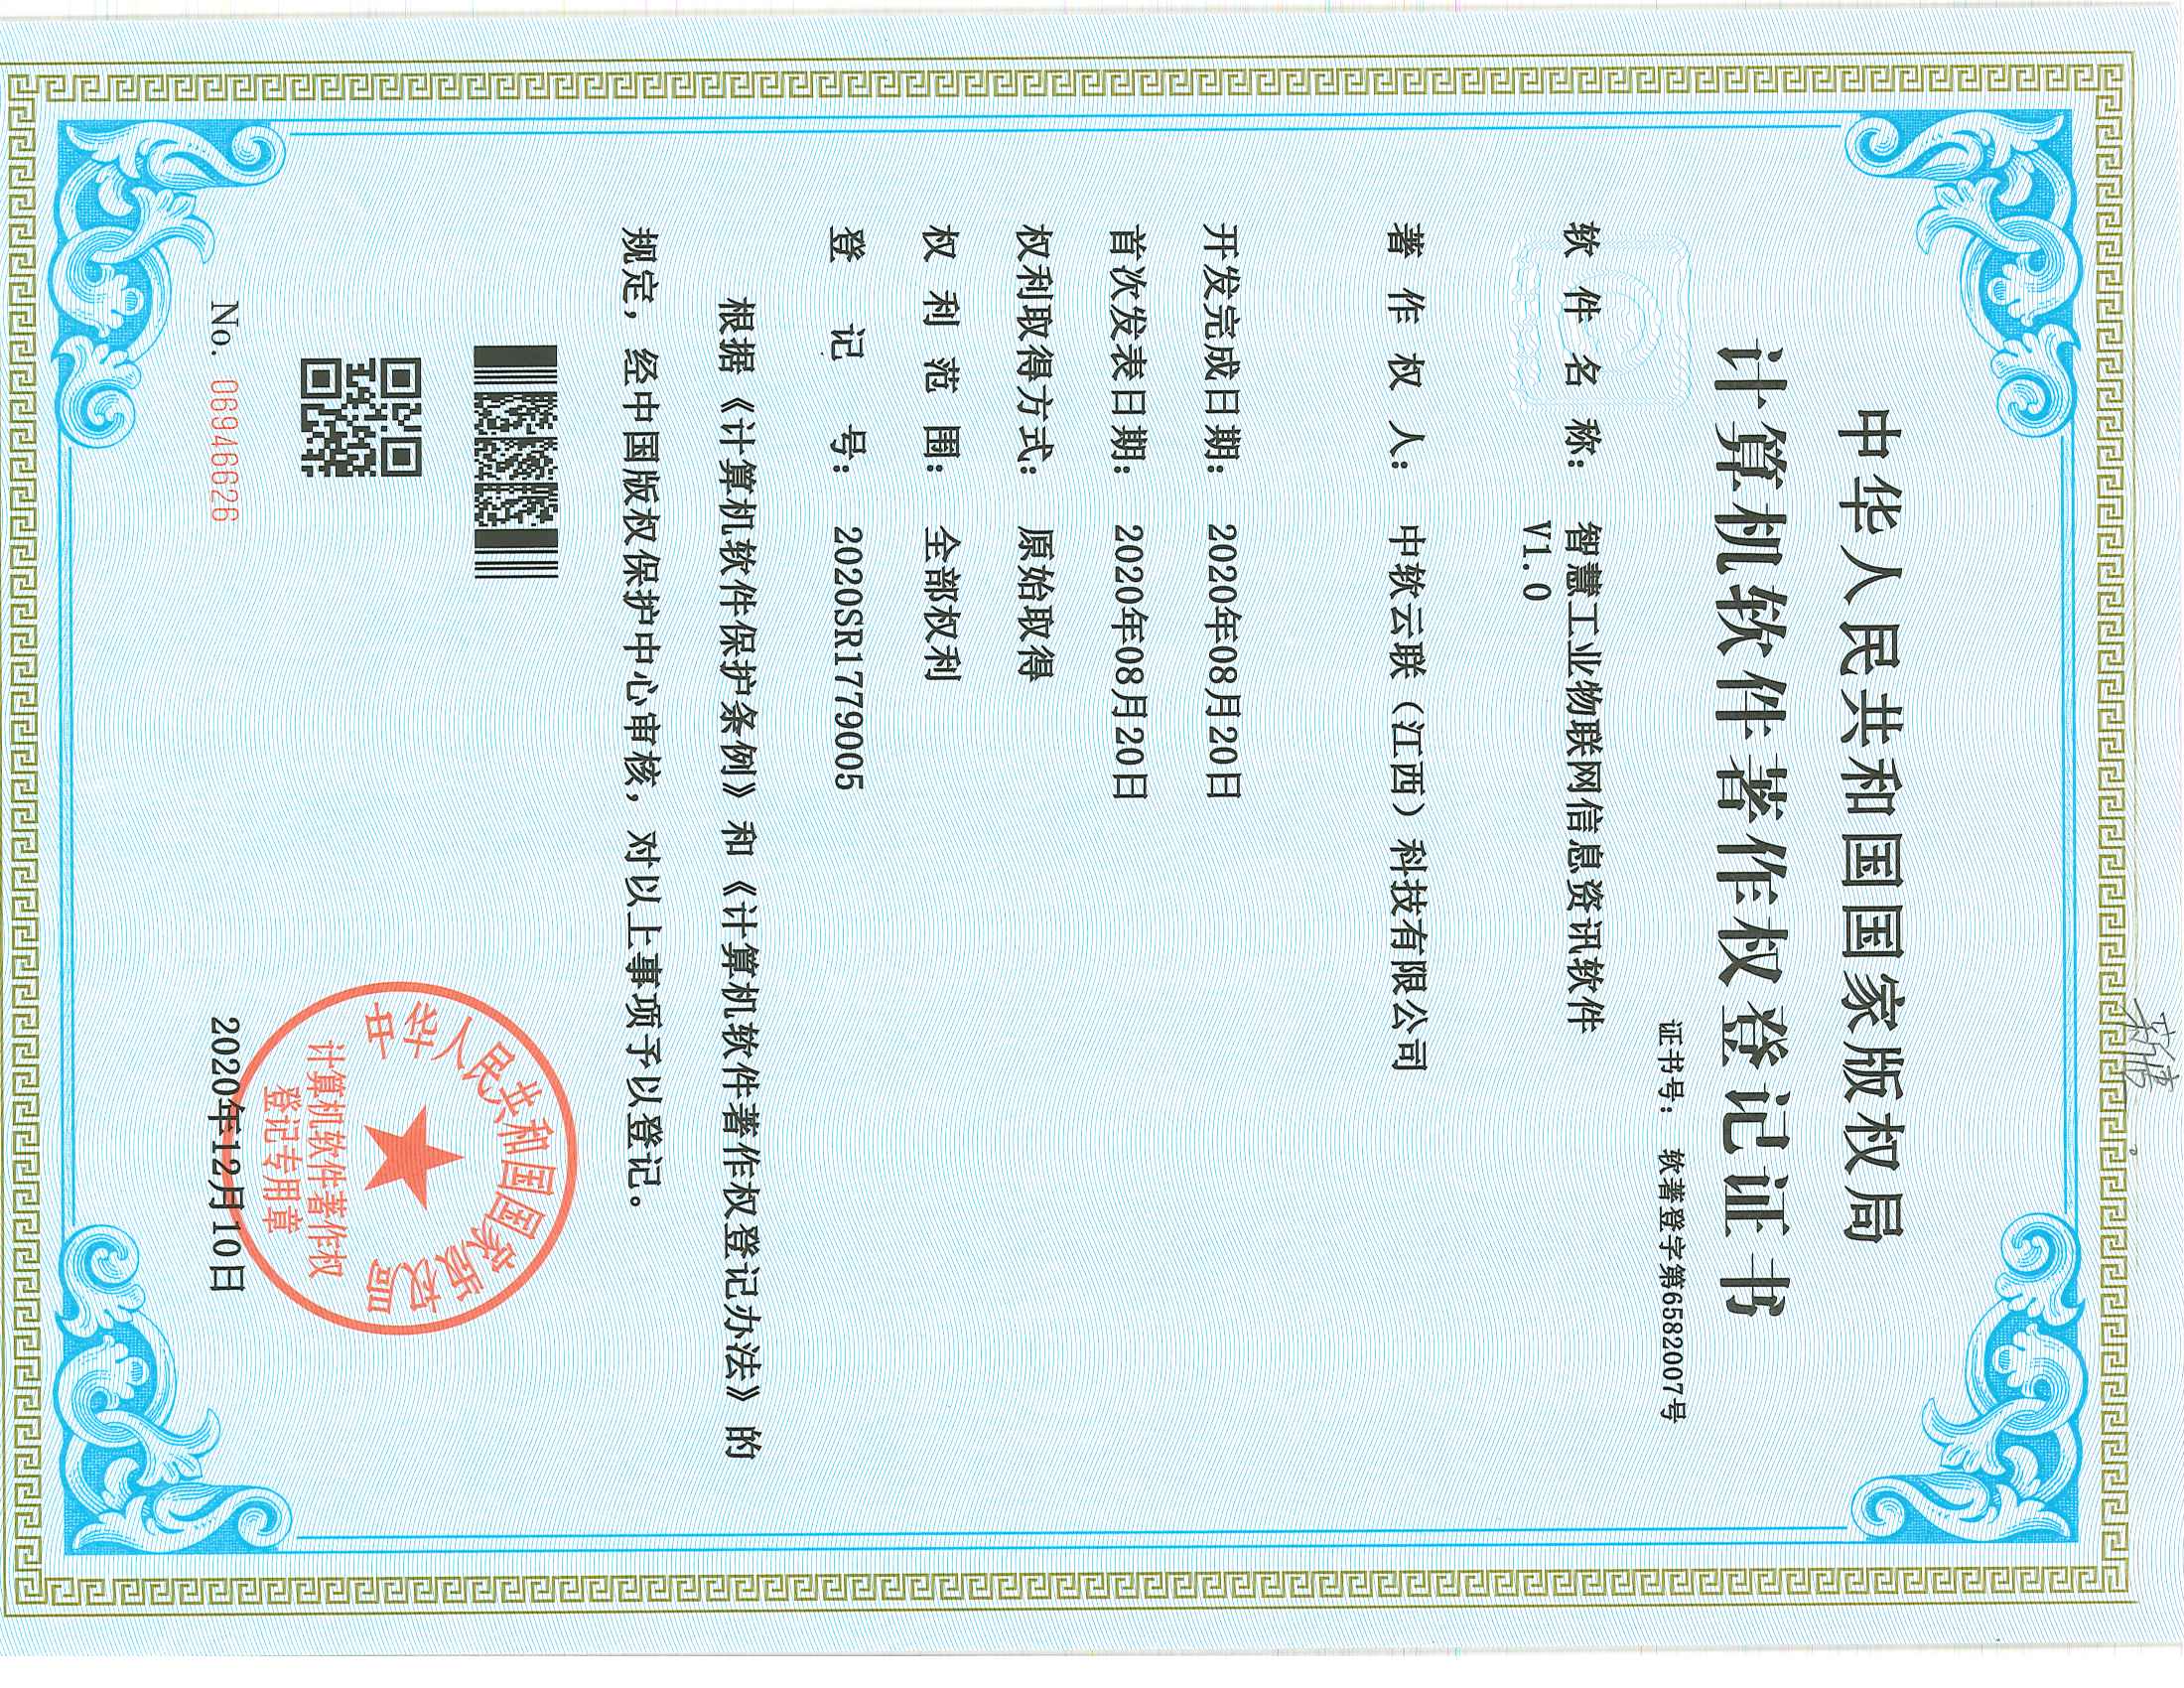 中华人民共和国国家版权局
计算机软件著作权登记证书
证书号： 软著登字第6582007号
软件名称： 智慧工业物联网信息资讯软件
V1.0
著作权人： 中软云联（江西）科技有限公司
开发完成日期： 2020年08月20日
首次发表日期： 2020年08月20日
权利取得方式： 原始取得
权利范围： 全部权利
登记号： 2020SR1779005
根据《计算机软件保护条例》和《计算机软件著作权登记办法》的
规定，经中国版权保护中心审核，对以上事项予以登记。
中华人民共和国国家版权局
计算机软件著作权
登记专用章
No. 06946626
2020年12月10日